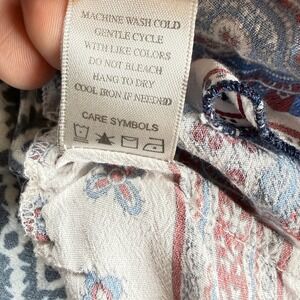 MACHINE WASH COLD
GENTLE CYCLE
WITH LIKE COLORS
DO NOT BLEACH
HANG TO DRY
COOL IRON IF NEEDED
CARE SYMBOLS